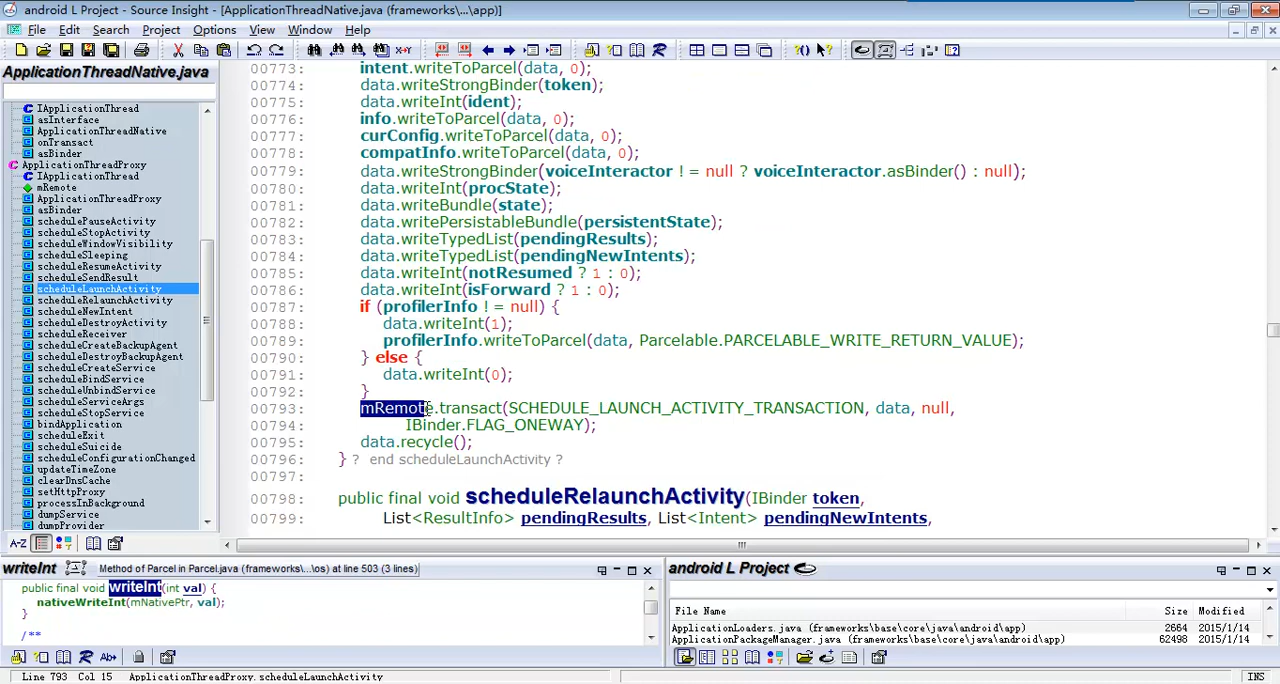 android L Project - Source Insight - [ApplicationThreadNative.java (frameworks\...\app)]
File Edit Search Project Options View Window Help
ApplicationThreadNative.java
IApplicationThread
asInterface
ApplicationThreadNative
onTransact
asBinder
ApplicationThreadProxy
IApplicationThread
mRemote
ApplicationThreadProxy
asBinder
schedulePauseActivity
scheduleStopActivity
scheduleWindowVisibility
scheduleSleeping
scheduleResumeActivity
scheduleSendResult
scheduleLaunchActivity
scheduleRelaunchActivity
scheduleNewIntent
scheduleDestroyActivity
scheduleReceiver
scheduleCreateBackupAgent
scheduleDestroyBackupAgent
scheduleCreateService
scheduleBindService
scheduleUnbindService
scheduleServiceArgs
scheduleStopService
bindApplication
scheduleExit
scheduleSuicide
scheduleConfigurationChanged
updateTimeZone
clearDnsCache
setHttpProxy
processInBackground
dumpService
dumpProvider
00773: intent.writeToParcel(data, 0);
00774: data.writeStrongBinder(token);
00775: data.writeInt(ident);
00776: info.writeToParcel(data, 0);
00777: curConfig.writeToParcel(data, 0);
00778: compatInfo.writeToParcel(data, 0);
00779: data.writeStrongBinder(voiceInteractor != null ? voiceInteractor.asBinder() : null);
00780: data.writeInt(procState);
00781: data.writeBundle(state);
00782: data.writePersistableBundle(persistentState);
00783: data.writeTypedList(pendingResults);
00784: data.writeTypedList(pendingNewIntents);
00785: data.writeInt(notResumed ? 1 : 0);
00786: data.writeInt(isForward ? 1 : 0);
00787: if (profilerInfo != null) {
00788: data.writeInt(1);
00789: profilerInfo.writeToParcel(data, Parcelable.PARCELABLE_WRITE_RETURN_VALUE);
00790: } else {
00791: data.writeInt(0);
00792: }
00793: mRemote.transact(SCHEDULE_LAUNCH_ACTIVITY_TRANSACTION, data, null,
00794: IBinder.FLAG_ONEWAY);
00795: data.recycle();
00796: } ? end scheduleLaunchActivity ?
00797:
00798: public final void scheduleRelaunchActivity(IBinder token,
00799: List<ResultInfo> pendingResults, List<Intent> pendingNewIntents,
writeInt Method of Parcel in Parcel.java (frameworks\...\os) at line 503 (3 lines)
public final void writeInt(int val) {
nativeWriteInt(mNativePtr, val);
}
/**
android L Project
File Name Size Modified
ApplicationLoaders.java (frameworks\base\core\java\android\app) 2664 2015/1/14
ApplicationPackageManager.java (frameworks\base\core\java\android\app) 62498 2015/1/14
Line 793 Col 15 ApplicationThreadProxy.scheduleLaunchActivity INS